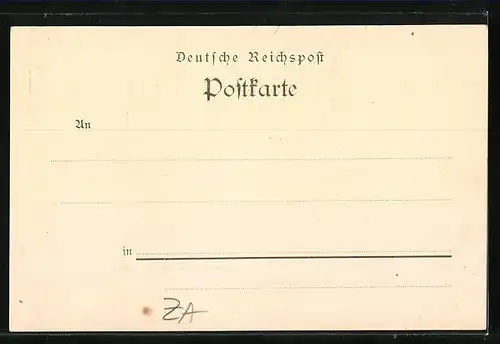 Deutſche Reichspoſt
Poſtkarte
An
in
ZA